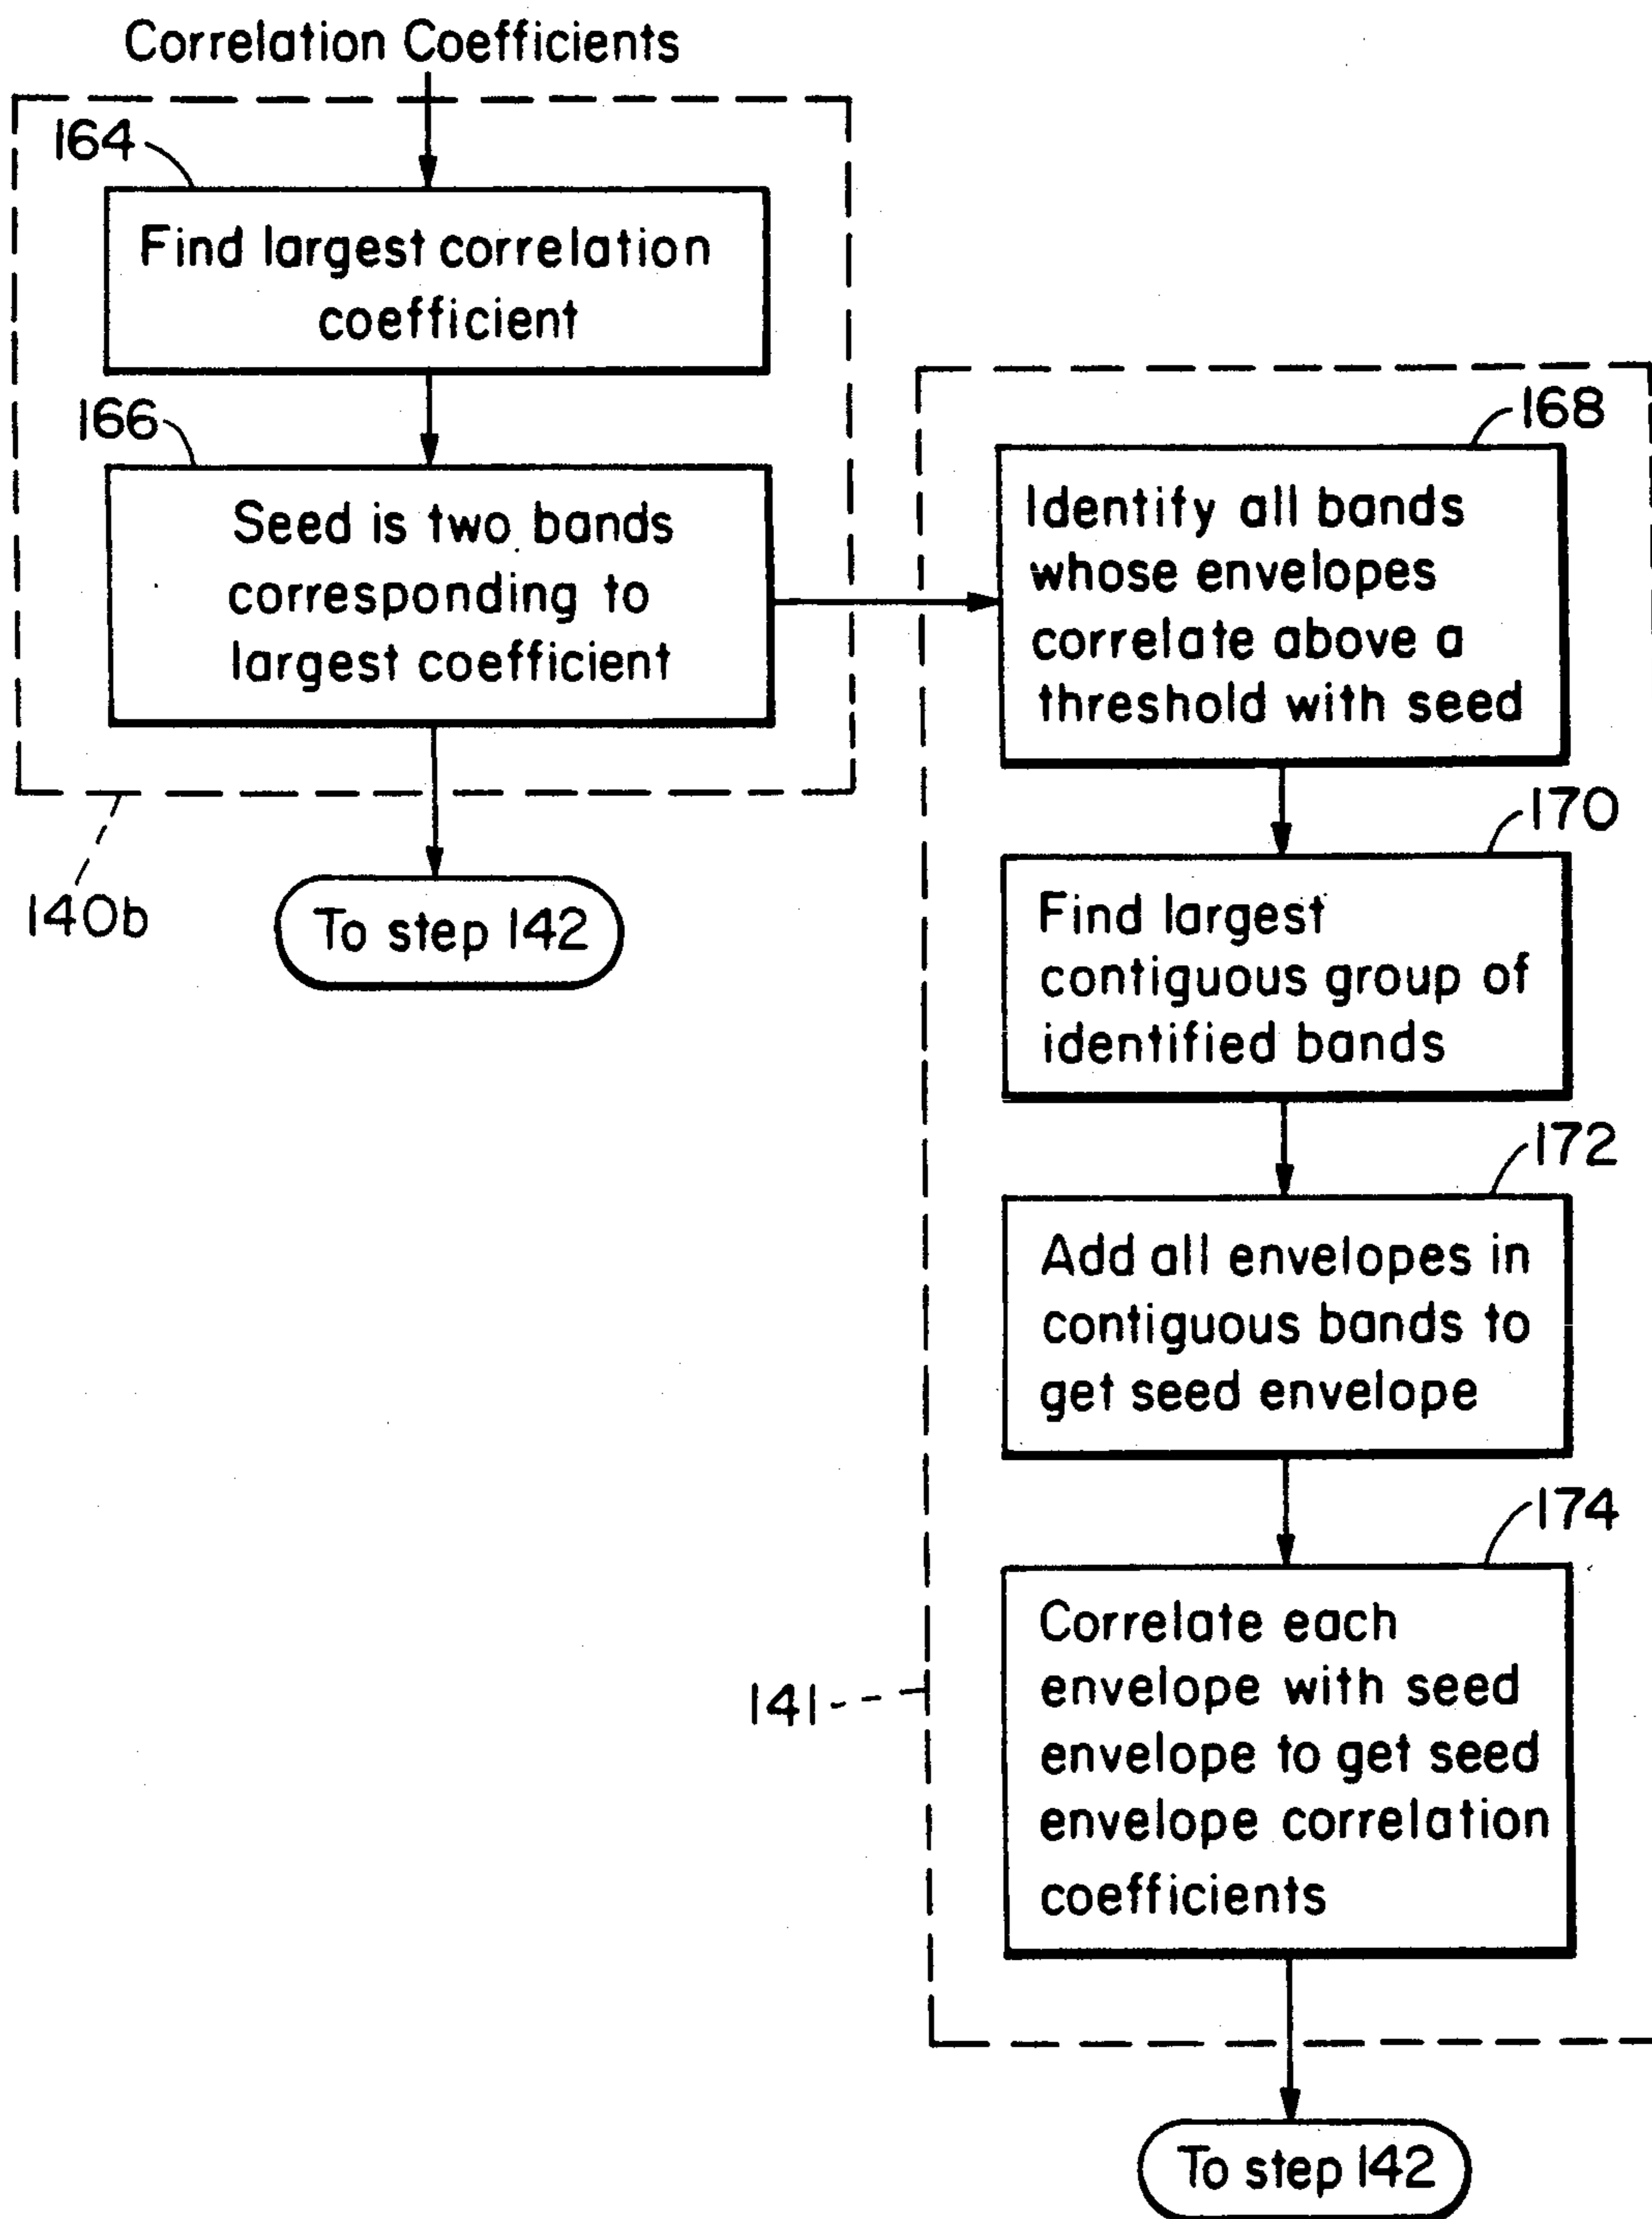 Correlation Coefficients
164
Find largest correlation
coefficient
166
Seed is two bands
corresponding to
largest coefficient
140b
To step 142
168
Identify all bands
whose envelopes
correlate above a
threshold with seed
170
Find largest
contiguous group of
identified bands
172
Add all envelopes in
contiguous bands to
get seed envelope
174
Correlate each
envelope with seed
envelope to get seed
envelope correlation
coefficients
141
To step 142